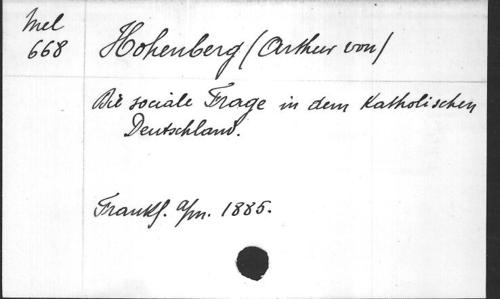 Mel
668
Hohenberg (Arthur von)
Die sociale Frage in dem Katholischen
Deutschland.
Frankf. a/m. 1885.